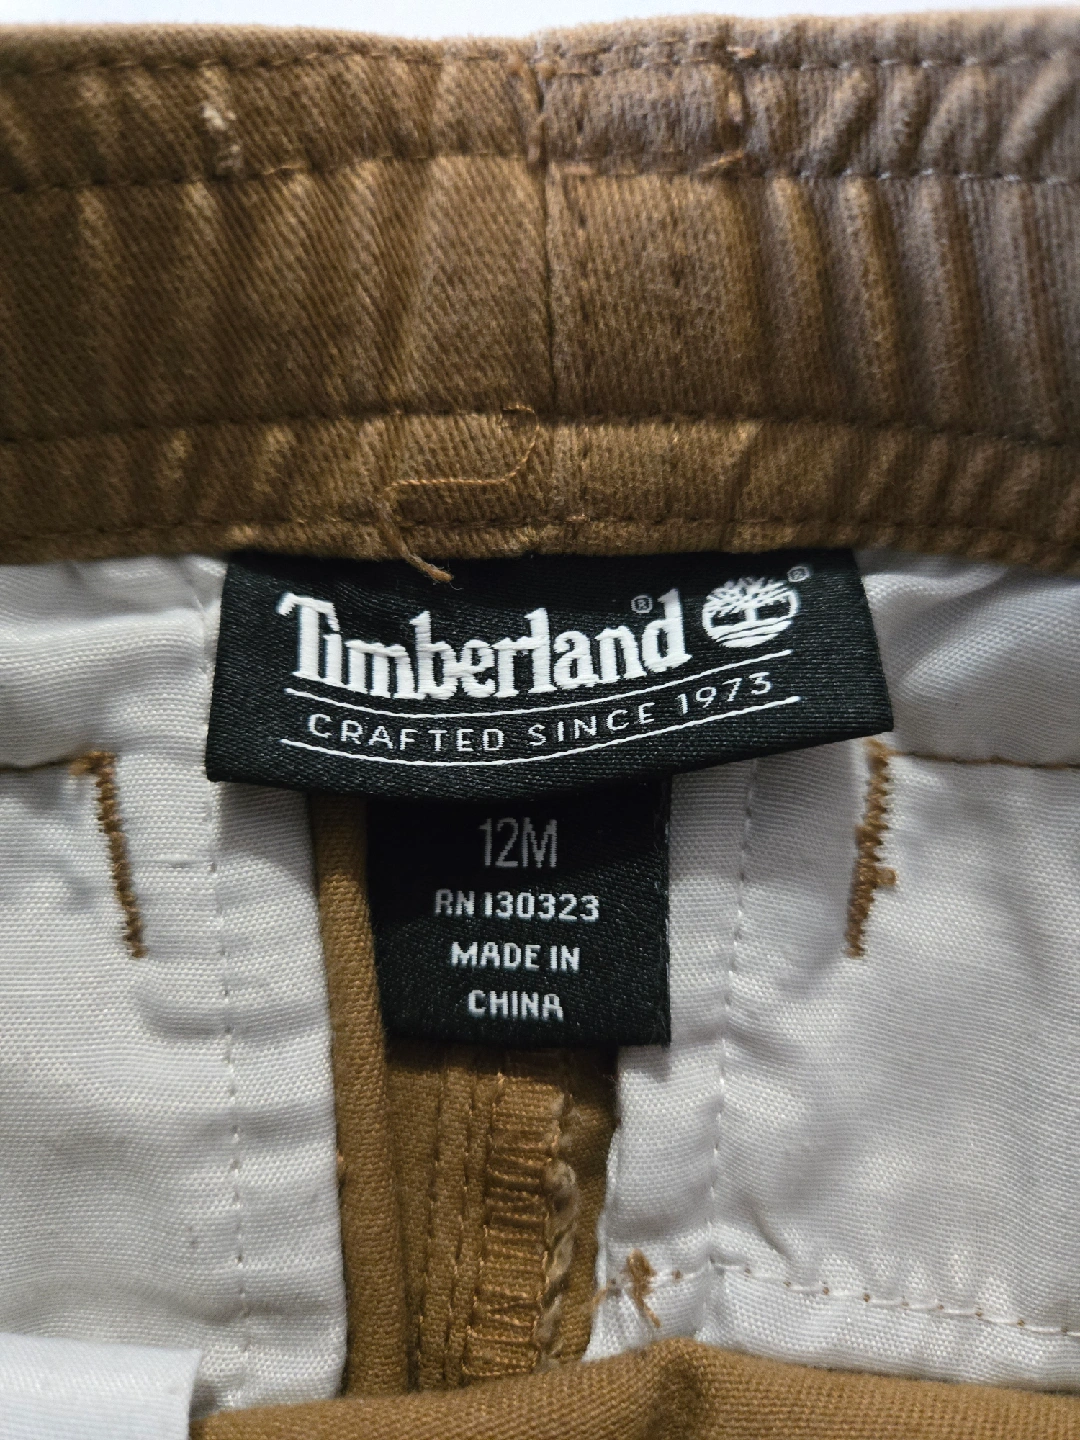 Timberland®
®
CRAFTED SINCE 1973
12M
RN 130323
MADE IN
CHINA